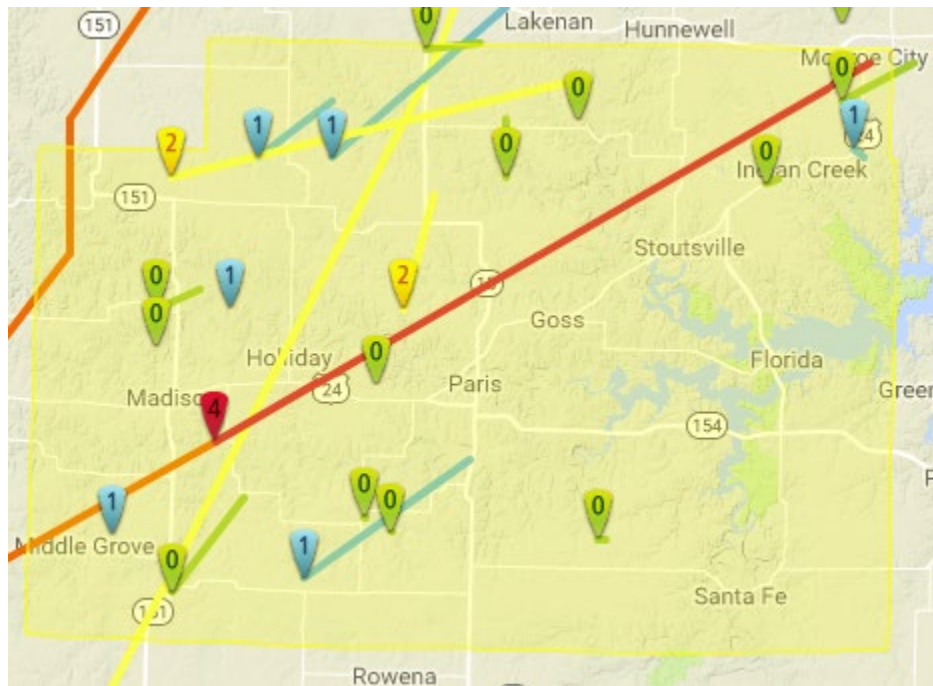 0
151
Lakenan
Hunnewell
Monroe City
0
0
1
1
1
24
2
0
0
Indian Creek
151
Stoutsville
0
1
2
15
0
Goss
0
Holliday
Florida
24
Paris
Green
Madison
4
154
0
0
0
1
Middle Grove
1
0
Santa Fe
151
Rowena